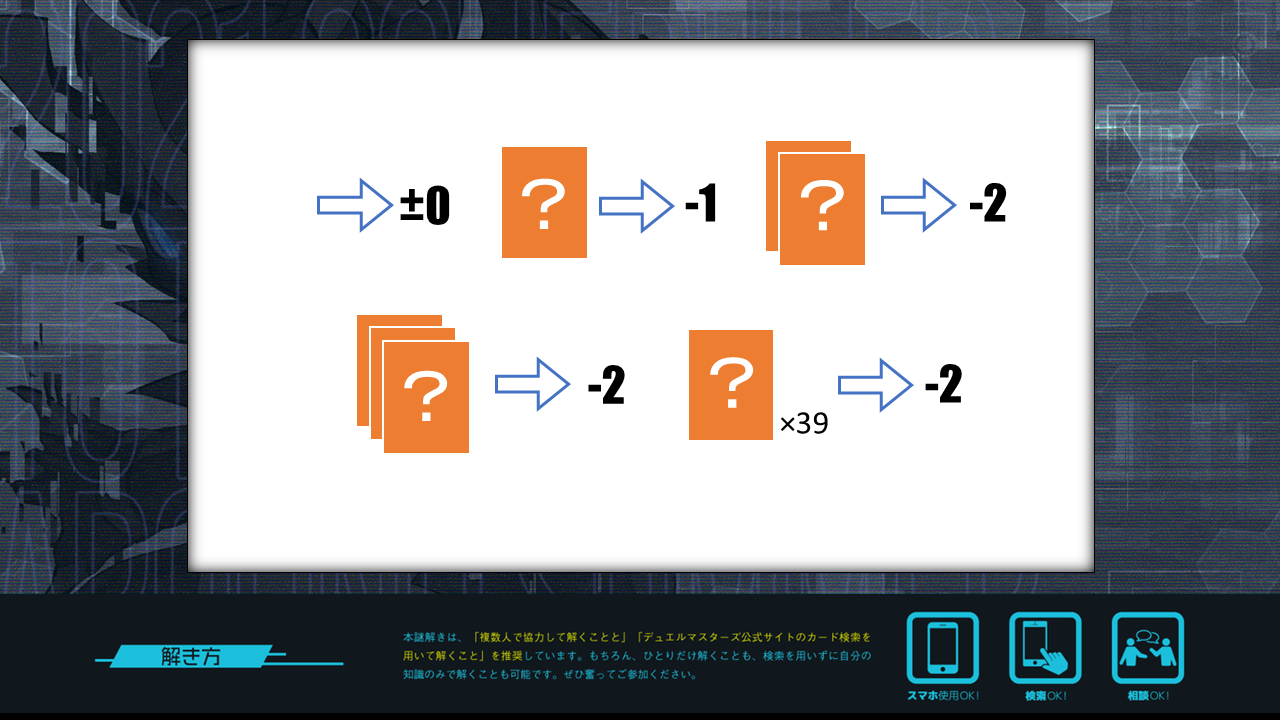 ±0
? -1
? -2
? -2
? ×39 -2
解き方
本謎解きは、「複数人で協力して解くことと」「デュエルマスターズ公式サイトのカード検索を
用いて解くこと」を推奨しています。もちろん、ひとりだけ解くことも、検索を用いずに自分の
知識のみで解くことも可能です。ぜひ奮ってご参加ください。
スマホ使用OK!
検索OK!
相談OK!